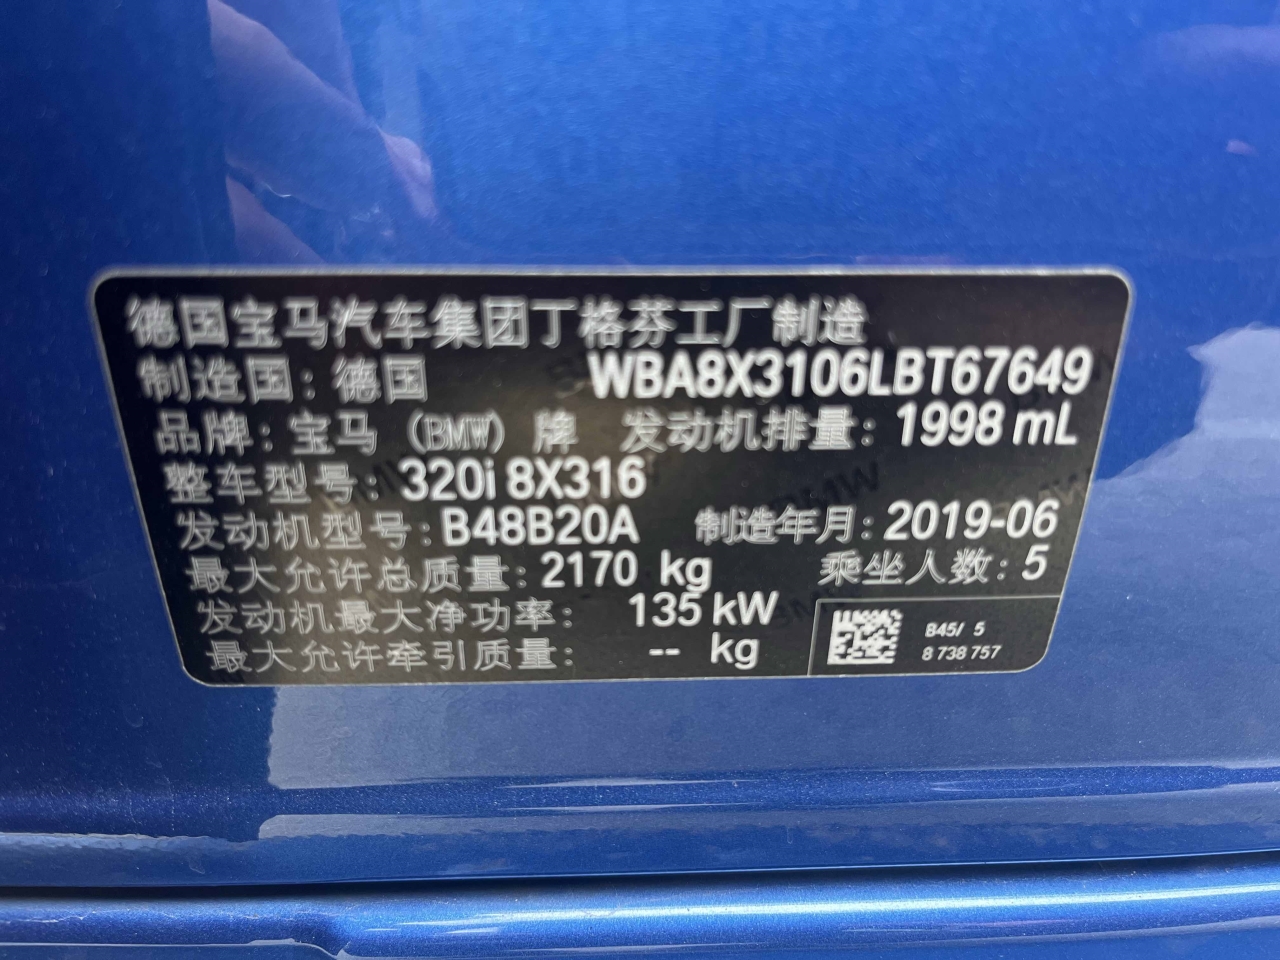 德国宝马汽车集团丁格芬工厂制造
制造国: 德国 WBA8X3106LBT67649
品牌: 宝马 (BMW) 牌 发动机排量: 1998 mL
整车型号: 320i 8X316
发动机型号: B48B20A 制造年月: 2019-06
最大允许总质量: 2170 kg 乘坐人数: 5
发动机最大净功率: 135 kW
最大允许牵引质量: -- kg
845/ 5
8 738 757